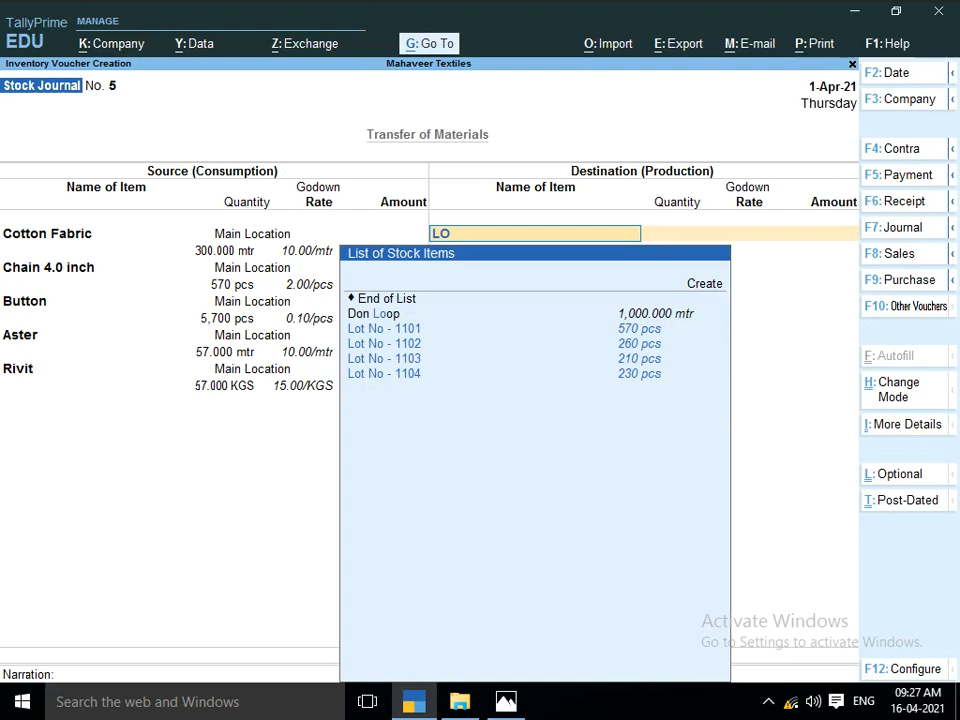 TallyPrime MANAGE
EDU K: Company Y: Data Z: Exchange G: Go To O: Import E: Export M: E-mail P: Print F1: Help
Inventory Voucher Creation Mahaveer Textiles
Stock Journal No. 5 1-Apr-21
Thursday
Transfer of Materials
Source (Consumption) Destination (Production)
Name of Item Godown Name of Item Godown
Quantity Rate Amount Quantity Rate Amount
Cotton Fabric Main Location LO
300.000 mtr 10.00/mtr
Chain 4.0 inch Main Location
570 pcs 2.00/pcs
Button Main Location
5,700 pcs 0.10/pcs
Aster Main Location
57.000 mtr 10.00/mtr
Rivit Main Location
57.000 KGS 15.00/KGS
List of Stock Items
Create
♦ End of List
Don Loop 1,000.000 mtr
Lot No - 1101 570 pcs
Lot No - 1102 260 pcs
Lot No - 1103 210 pcs
Lot No - 1104 230 pcs
F2: Date
F3: Company
F4: Contra
F5: Payment
F6: Receipt
F7: Journal
F8: Sales
F9: Purchase
F10: Other Vouchers
F: Autofill
H: Change
Mode
I: More Details
L: Optional
T: Post-Dated
F12: Configure
Activate Windows
Go to Settings to activate Windows.
Narration:
Search the web and Windows
ENG
09:27 AM
16-04-2021